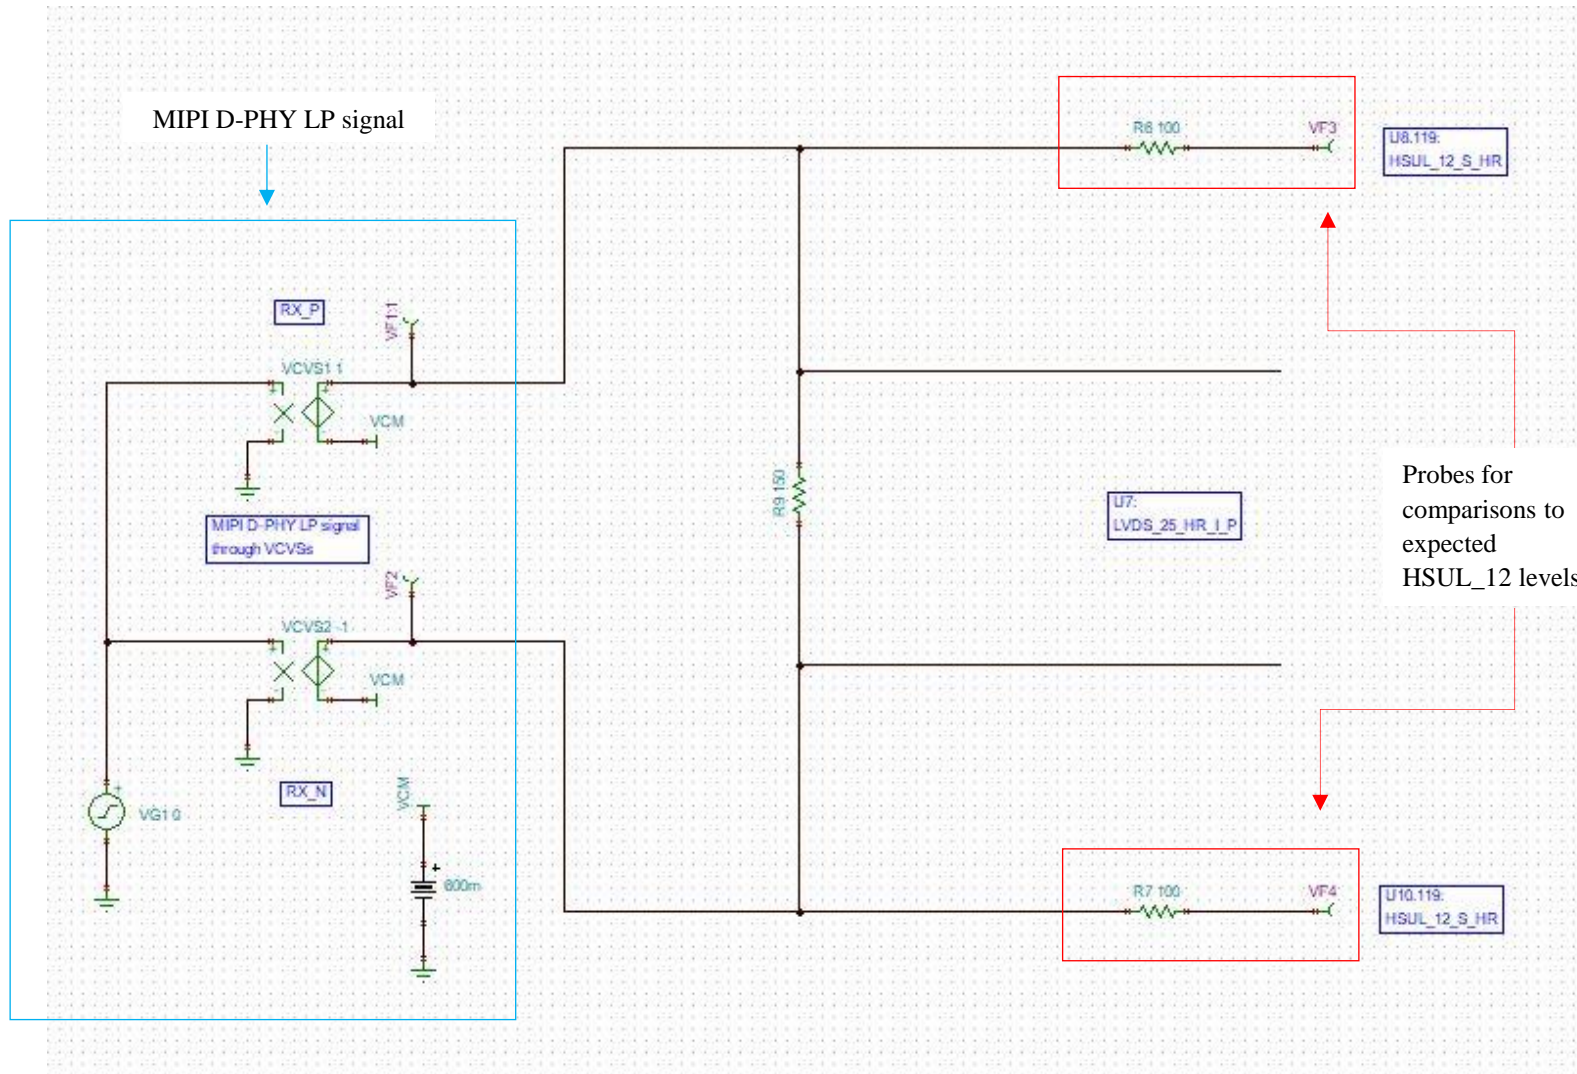 MIPI D-PHY LP signal
R6 100
VF3
U8.119:
HSUL_12_S_HR
RX_P
VF1:1
VCVS1 1
VCM
R9 150
U7:
LVDS_25_HR_I_P
Probes for
comparisons to
expected
HSUL_12 levels
MIPI D-PHY LP signal
through VCVSs
VF2
VCVS2 -1
VCM
RX_N
VG1 0
VCM
600m
R7 100
VF4
U10.119:
HSUL_12_S_HR